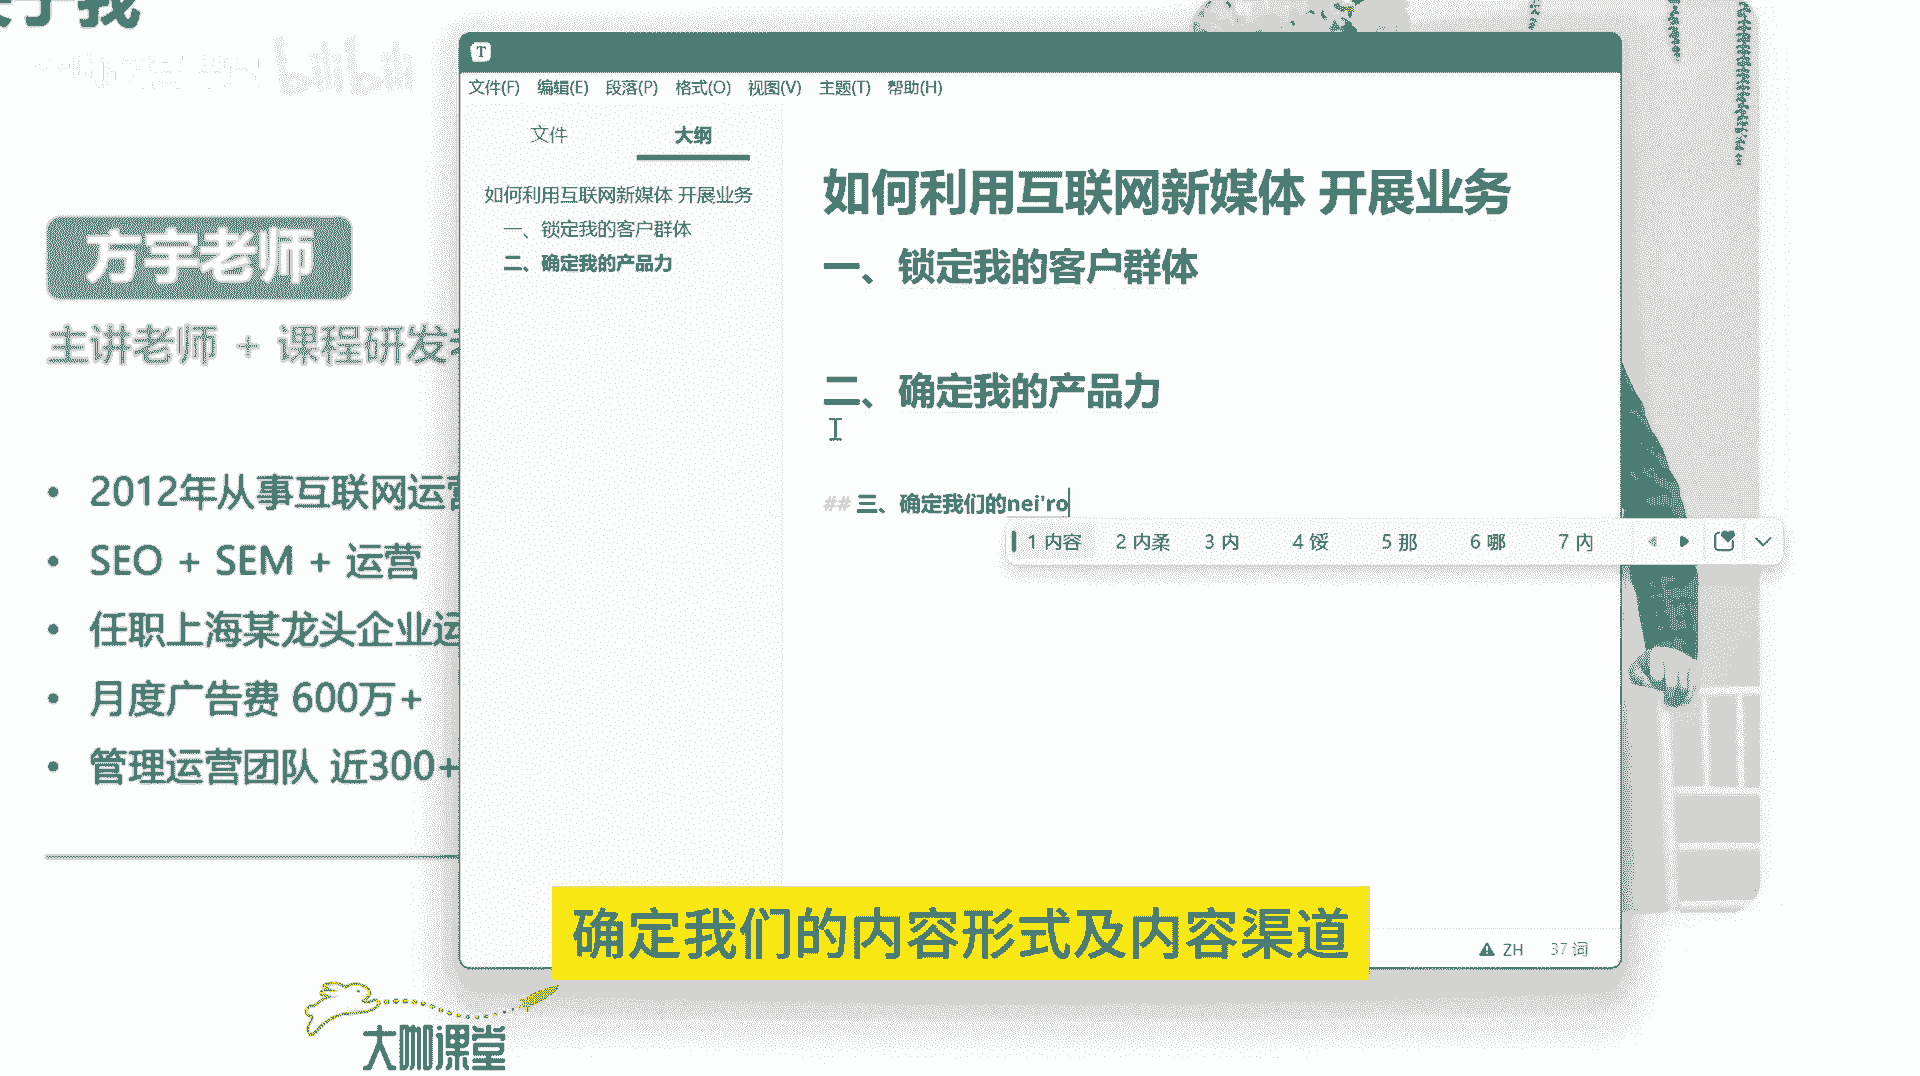 于我
bilibili
方宇老师
主讲老师 + 课程研发
• 2012年从事互联网运营
• SEO + SEM + 运营
• 任职上海某龙头企业运
• 月度广告费 600万+
• 管理运营团队 近300+
T
文件(F) 编辑(E) 段落(P) 格式(O) 视图(V) 主题(T) 帮助(H)
文件 大纲
如何利用互联网新媒体 开展业务
一、锁定我的客户群体
二、确定我的产品力
如何利用互联网新媒体 开展业务
一、锁定我的客户群体
二、确定我的产品力
## 三、确定我们的nei'ro
1 内容 2 内柔 3 内 4 馁 5 那 6 哪 7 內
ZH 37 词
确定我们的内容形式及内容渠道
大咖课堂